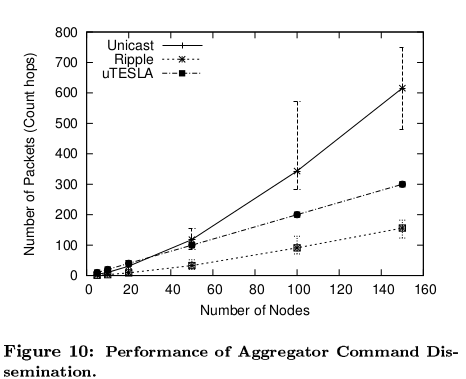 800
700
600
500
400
300
200
100
0
Number of Packets (Count hops)
Unicast
Ripple
uTESLA
0 20 40 60 80 100 120 140 160
Number of Nodes
Figure 10: Performance of Aggregator Command Dis-
semination.